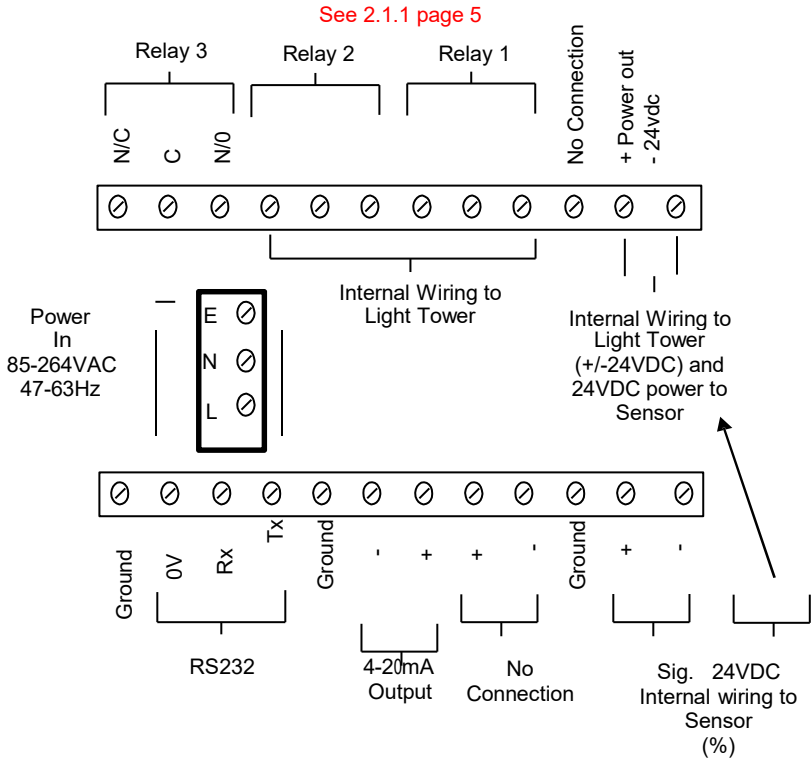 See 2.1.1 page 5
Relay 3
Relay 2
Relay 1
N/C
C
N/0
No Connection
+ Power out
- 24vdc
Internal Wiring to
Light Tower
Power
In
85-264VAC
47-63Hz
E
N
L
Internal Wiring to
Light Tower
(+/-24VDC) and
24VDC power to
Sensor
Ground
0V
Rx
Tx
Ground
-
+
+
-
Ground
+
-
RS232
4-20mA
Output
No
Connection
Sig. 24VDC
Internal wiring to
Sensor
(%)